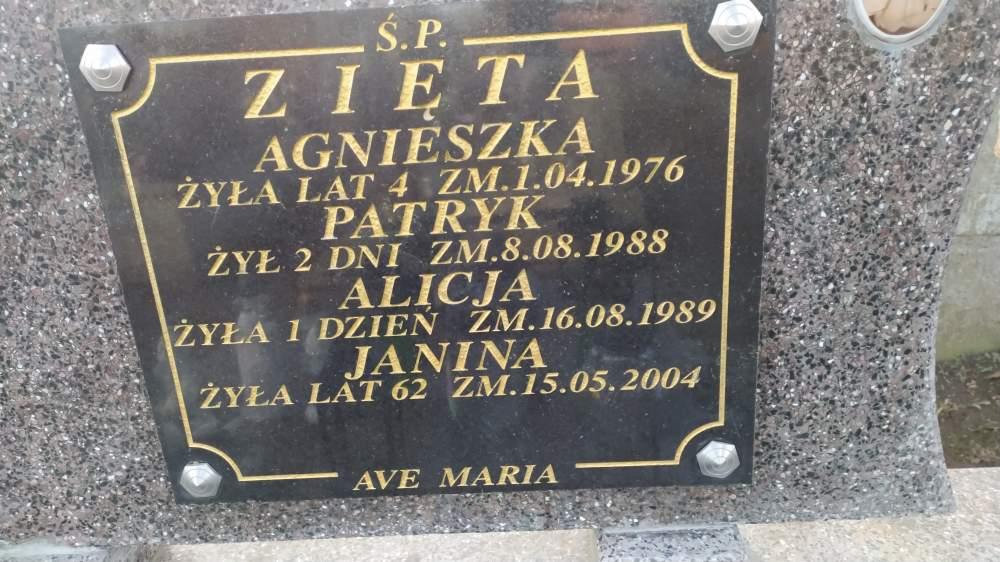 Ś.P.
ZIĘTA
AGNIESZKA
ŻYŁA LAT 4 ZM.1.04.1976
PATRYK
ŻYŁ 2 DNI ZM.8.08.1988
ALICJA
ŻYŁA 1 DZIEŃ ZM.16.08.1989
JANINA
ŻYŁA LAT 62 ZM.15.05.2004
AVE MARIA